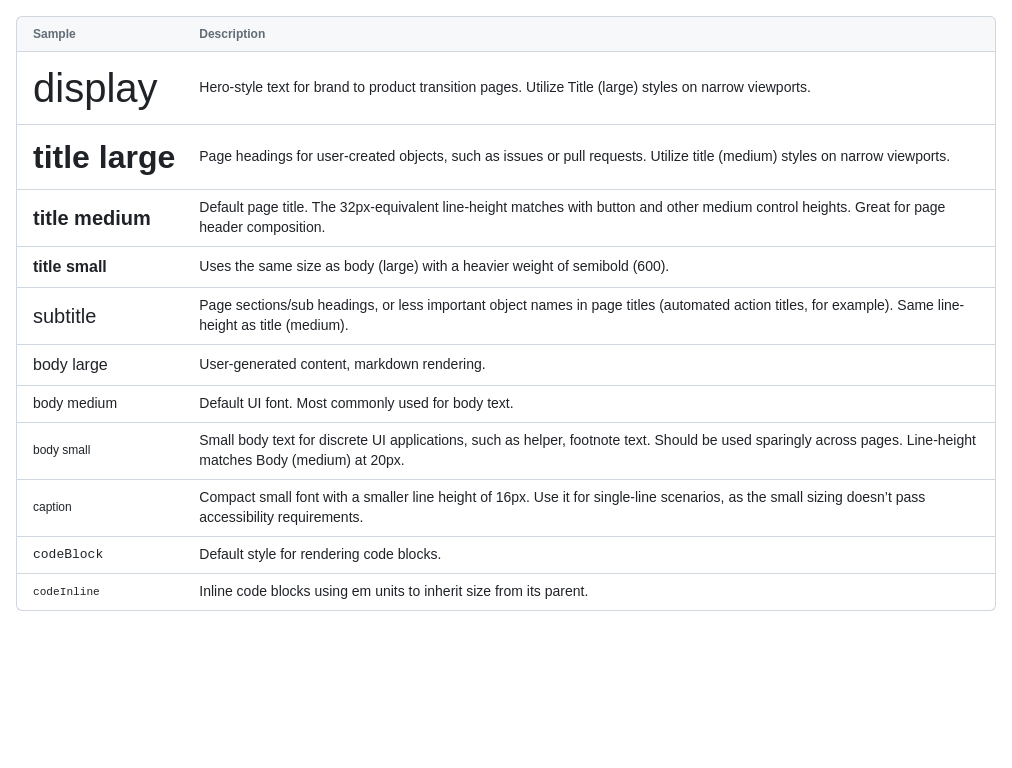 Sample Description
display Hero-style text for brand to product transition pages. Utilize Title (large) styles on narrow viewports.
title large Page headings for user-created objects, such as issues or pull requests. Utilize title (medium) styles on narrow viewports.
title medium Default page title. The 32px-equivalent line-height matches with button and other medium control heights. Great for page
header composition.
title small Uses the same size as body (large) with a heavier weight of semibold (600).
subtitle Page sections/sub headings, or less important object names in page titles (automated action titles, for example). Same line-
height as title (medium).
body large User-generated content, markdown rendering.
body medium Default UI font. Most commonly used for body text.
body small Small body text for discrete UI applications, such as helper, footnote text. Should be used sparingly across pages. Line-height
matches Body (medium) at 20px.
caption Compact small font with a smaller line height of 16px. Use it for single-line scenarios, as the small sizing doesn’t pass
accessibility requirements.
codeBlock Default style for rendering code blocks.
codeInline Inline code blocks using em units to inherit size from its parent.